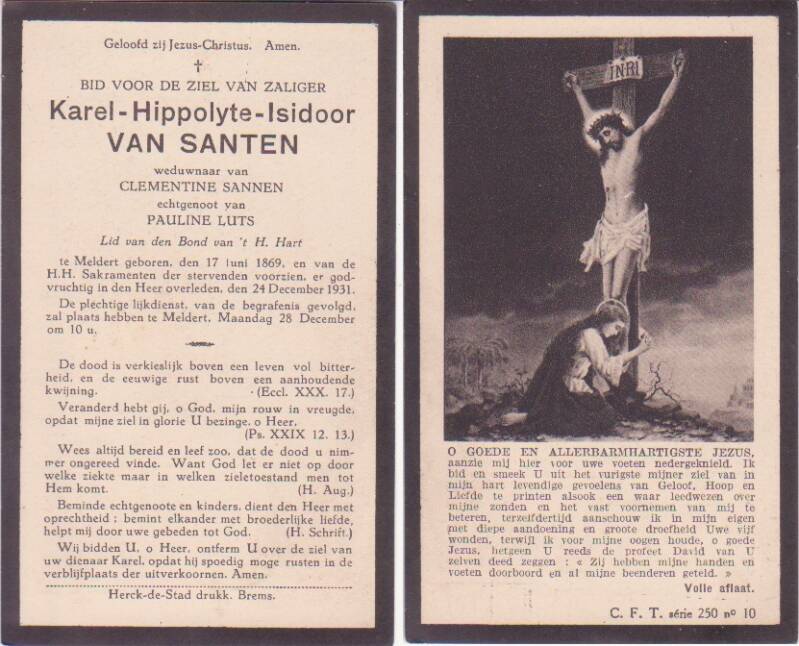 Geloofd zij Jezus-Christus. Amen.
✝
BID VOOR DE ZIEL VAN ZALIGER
Karel-Hippolyte-Isidoor
VAN SANTEN
weduwnaar van
CLEMENTINE SANNEN
echtgenoot van
PAULINE LUTS
Lid van den Bond van 't H. Hart
te Meldert geboren, den 17 Juni 1869, en van de
H.H. Sakramenten der stervenden voorzien, er god-
vruchtig in den Heer overleden, den 24 December 1931.
De plechtige lijkdienst, van de begrafenis gevolgd,
zal plaats hebben te Meldert, Maandag 28 December
om 10 u.
De dood is verkieslijk boven een leven vol bitter-
heid, en de eeuwige rust boven een aanhoudende
kwijning. (Eccl. XXX. 17.)
Veranderd hebt gij, o God, mijn rouw in vreugde,
opdat mijne ziel in glorie U bezinge, o Heer.
(Ps. XXIX 12. 13.)
Wees altijd bereid en leef zoo, dat de dood u nim-
mer ongereed vinde. Want God let er niet op door
welke ziekte maar in welken zieletoestand men tot
Hem komt. (H. Aug.)
Beminde echtgenoote en kinders, dient den Heer met
oprechtheid ; bemint elkander met broederlijke liefde,
helpt mij door uwe gebeden tot God. (H. Schrift.)
Wij bidden U, o Heer, ontferm U over de ziel van
uw dienaar Karel, opdat hij spoedig moge rusten in de
verblijfplaats der uitverkoornen. Amen.
Herck-de-Stad drukk. Brems.
INRI
O GOEDE EN ALLERBARMHARTIGSTE JEZUS,
aanzie mij hier voor uwe voeten nedergeknield. Ik
bid en smeek U uit het vurigste mijner ziel van in
mijn hart levendige gevoelens van Geloof, Hoop en
Liefde te printen alsook een waar leedwezen over
mijne zonden en het vast voornemen van mij te
beteren, terzelfdertijd aanschouw ik in mijn eigen
met diepe aandoening en groote droefheid Uwe vijf
wonden, terwijl ik voor mijne oogen houde, o goede
Jezus, hetgeen U reeds de profeet David van U
zelven deed zeggen : « Zij hebben mijne handen en
voeten doorboord en al mijne beenderen geteld. »
Volle aflaat.
C. F. T. série 250 nº 10